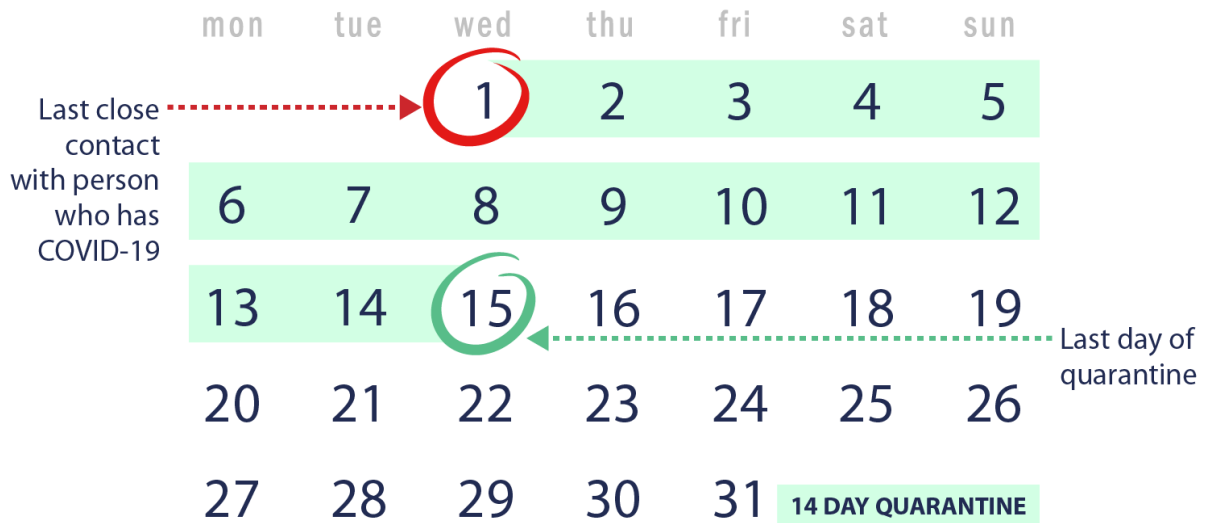 mon tue wed thu fri sat sun
1 2 3 4 5
Last close
contact
with person
who has
COVID-19
6 7 8 9 10 11 12
13 14 15 16 17 18 19
Last day of
quarantine
20 21 22 23 24 25 26
27 28 29 30 31
14 DAY QUARANTINE